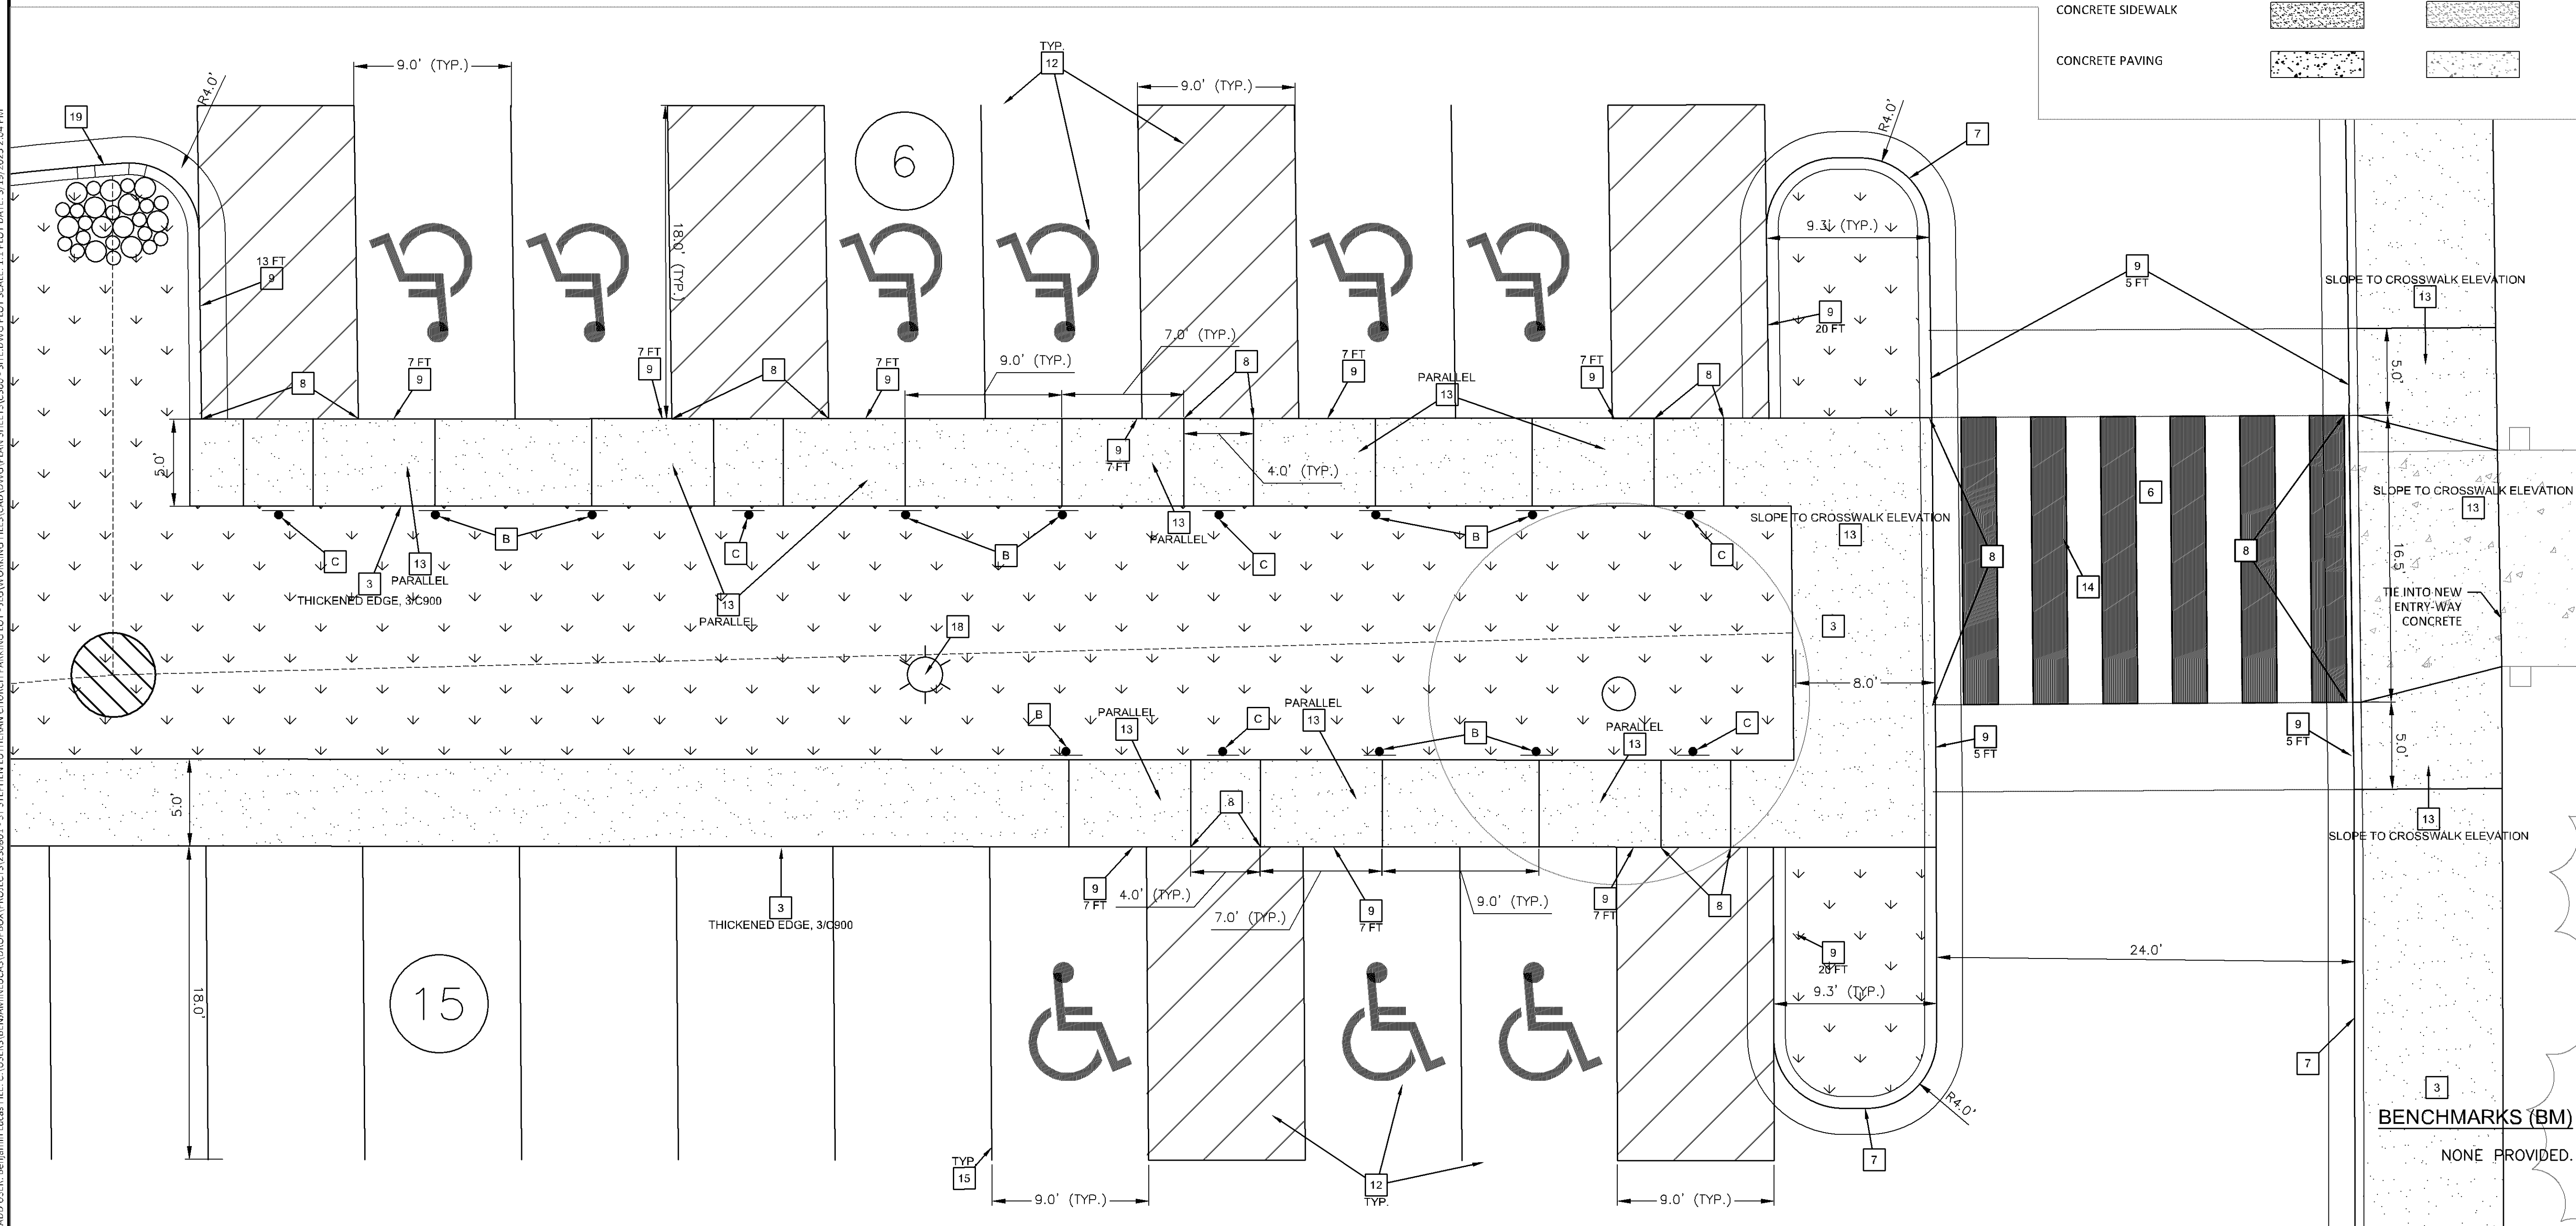 CONCRETE SIDEWALK
CONCRETE PAVING
TYP.
12
9.0' (TYP.)
R4.0'
9.0' (TYP.)
R4.0'
7
19
6
18.0' (TYP.)
9.3' (TYP.)
13 FT
9
9
5 FT
SLOPE TO CROSSWALK ELEVATION
13
9
20 FT
7.0' (TYP.)
9.0' (TYP.)
8
7 FT
9
7 FT
9
8
7 FT
9
8
7 FT
9
PARALLEL
13
7 FT
9
8
5.0'
5.0'
9
7 FT
4.0' (TYP.)
6
SLOPE TO CROSSWALK ELEVATION
13
SLOPE TO CROSSWALK ELEVATION
13
13
PARALLEL
B
B
B
C
C
C
C
8
8
16.5'
3
THICKENED EDGE, 3/C900
13
PARALLEL
14
TIE INTO NEW
ENTRY-WAY
CONCRETE
13
PARALLEL
18
3
8.0'
B
PARALLEL
13
C
PARALLEL
13
B
PARALLEL
13
C
9
5 FT
9
5 FT
5.0'
5.0'
8
13
SLOPE TO CROSSWALK ELEVATION
9
7 FT
4.0' (TYP.)
7.0' (TYP.)
9
7 FT
9.0' (TYP.)
9
7 FT
8
3
THICKENED EDGE, 3/C900
9
20 FT
24.0'
15
18.0'
9.3' (TYP.)
7
R4.0'
3
BENCHMARKS (BM)
NONE PROVIDED.
7
TYP
15
9.0' (TYP.)
12
TYP.
9.0' (TYP.)